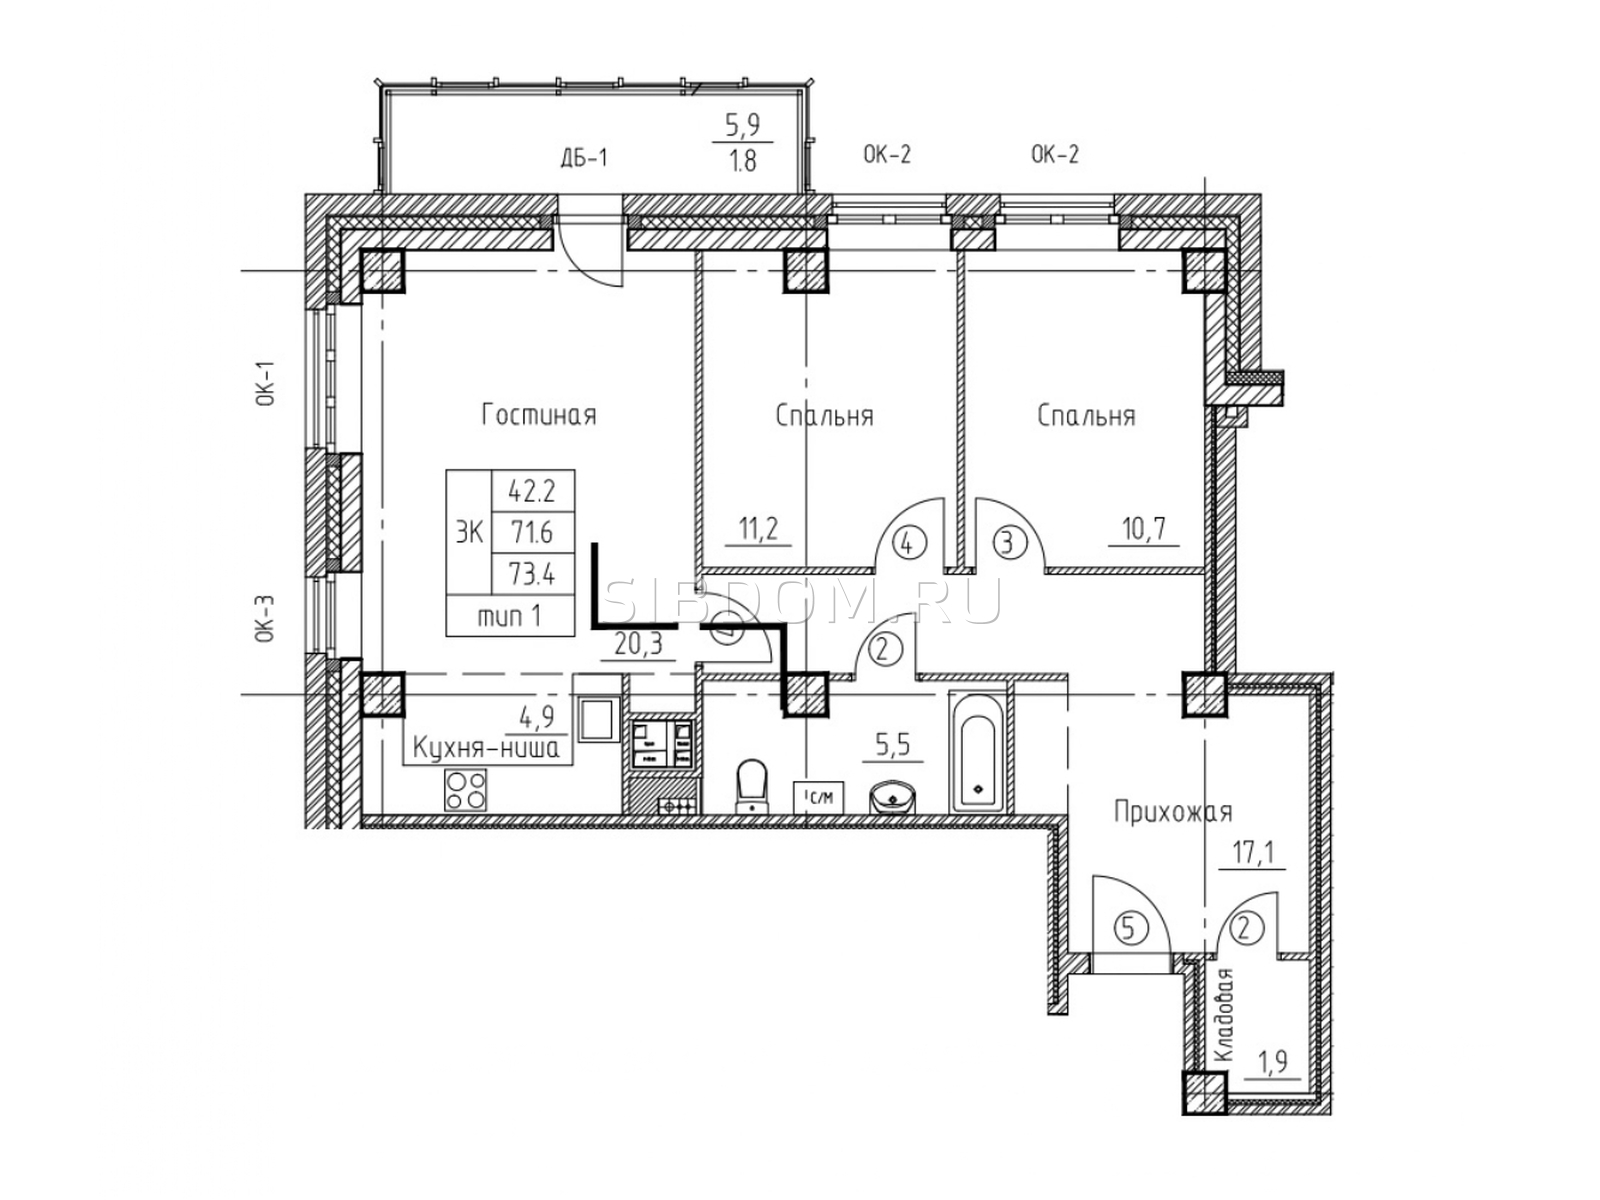 5,9
1.8
ДБ-1
ОК-2
ОК-2
ОК-1
Гостиная
Спальня
Спальня
3К
42.2
71.6
73.4
тип 1
11,2
4
3
10,7
SIBDOM.RU
ОК-3
20,3
4
2
4,9
Кухня-ниша
5,5
С/М
Прихожая
17,1
5
2
Кладовая
1,9